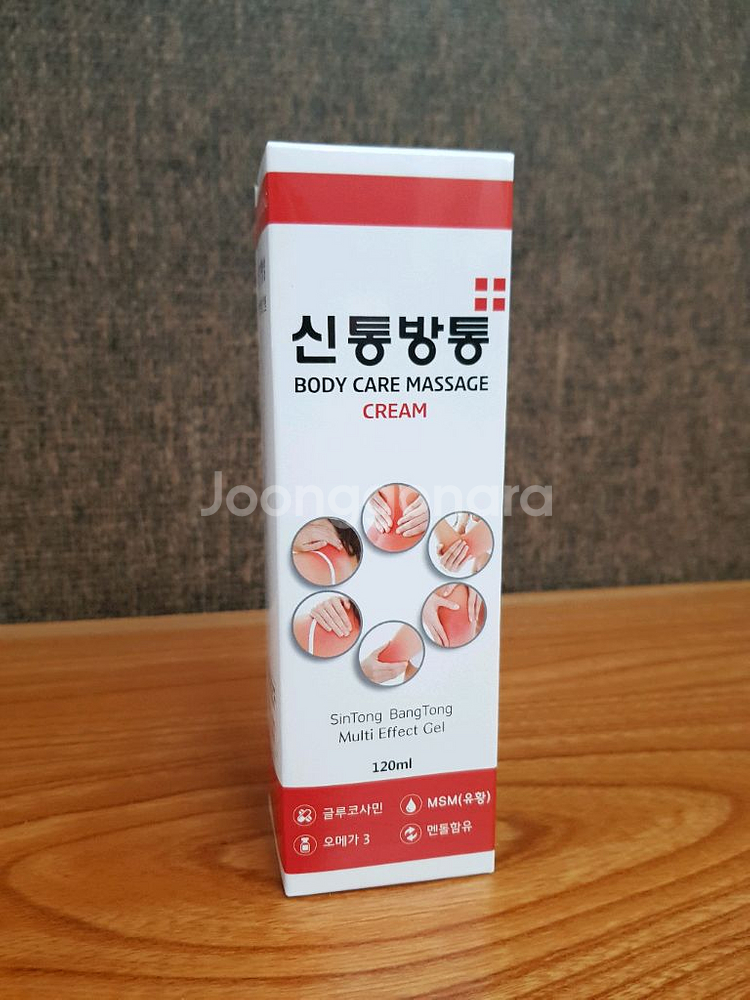 신통방통
BODY CARE MASSAGE
CREAM
Joonggonara
SinTong BangTong
Multi Effect Gel
120ml
글루코사민
MSM(유황)
오메가 3
멘톨함유